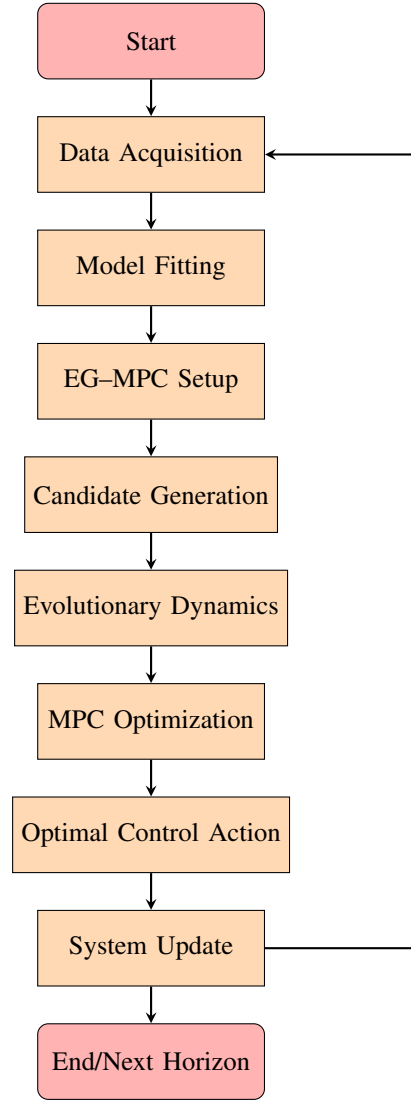 Start
Data Acquisition
Model Fitting
EG–MPC Setup
Candidate Generation
Evolutionary Dynamics
MPC Optimization
Optimal Control Action
System Update
End/Next Horizon